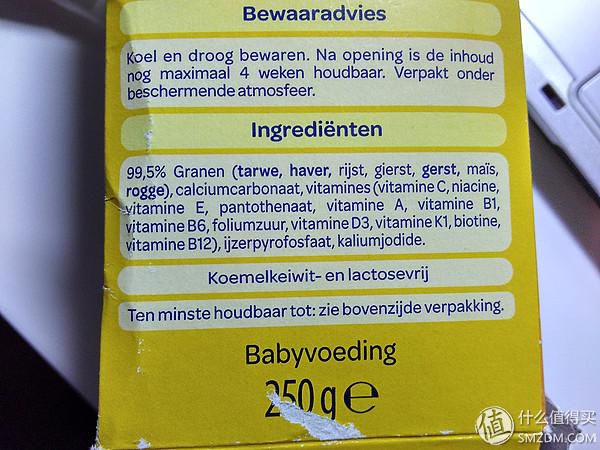 Bewaaradvies
Koel en droog bewaren. Na opening is de inhoud
nog maximaal 4 weken houdbaar. Verpakt onder
beschermende atmosfeer.
Ingrediënten
99,5% Granen (tarwe, haver, rijst, gierst, gerst, maïs,
rogge), calciumcarbonaat, vitamines (vitamine C, niacine,
vitamine E, pantothenaat, vitamine A, vitamine B1,
vitamine B6, foliumzuur, vitamine D3, vitamine K1, biotine,
vitamine B12), ijzerpyrofosfaat, kaliumjodide.
Koemelkeiwit- en lactosevrij
Ten minste houdbaar tot: zie bovenzijde verpakking.
Babyvoeding
250 g e
值 什么值得买
SMZDM.COM